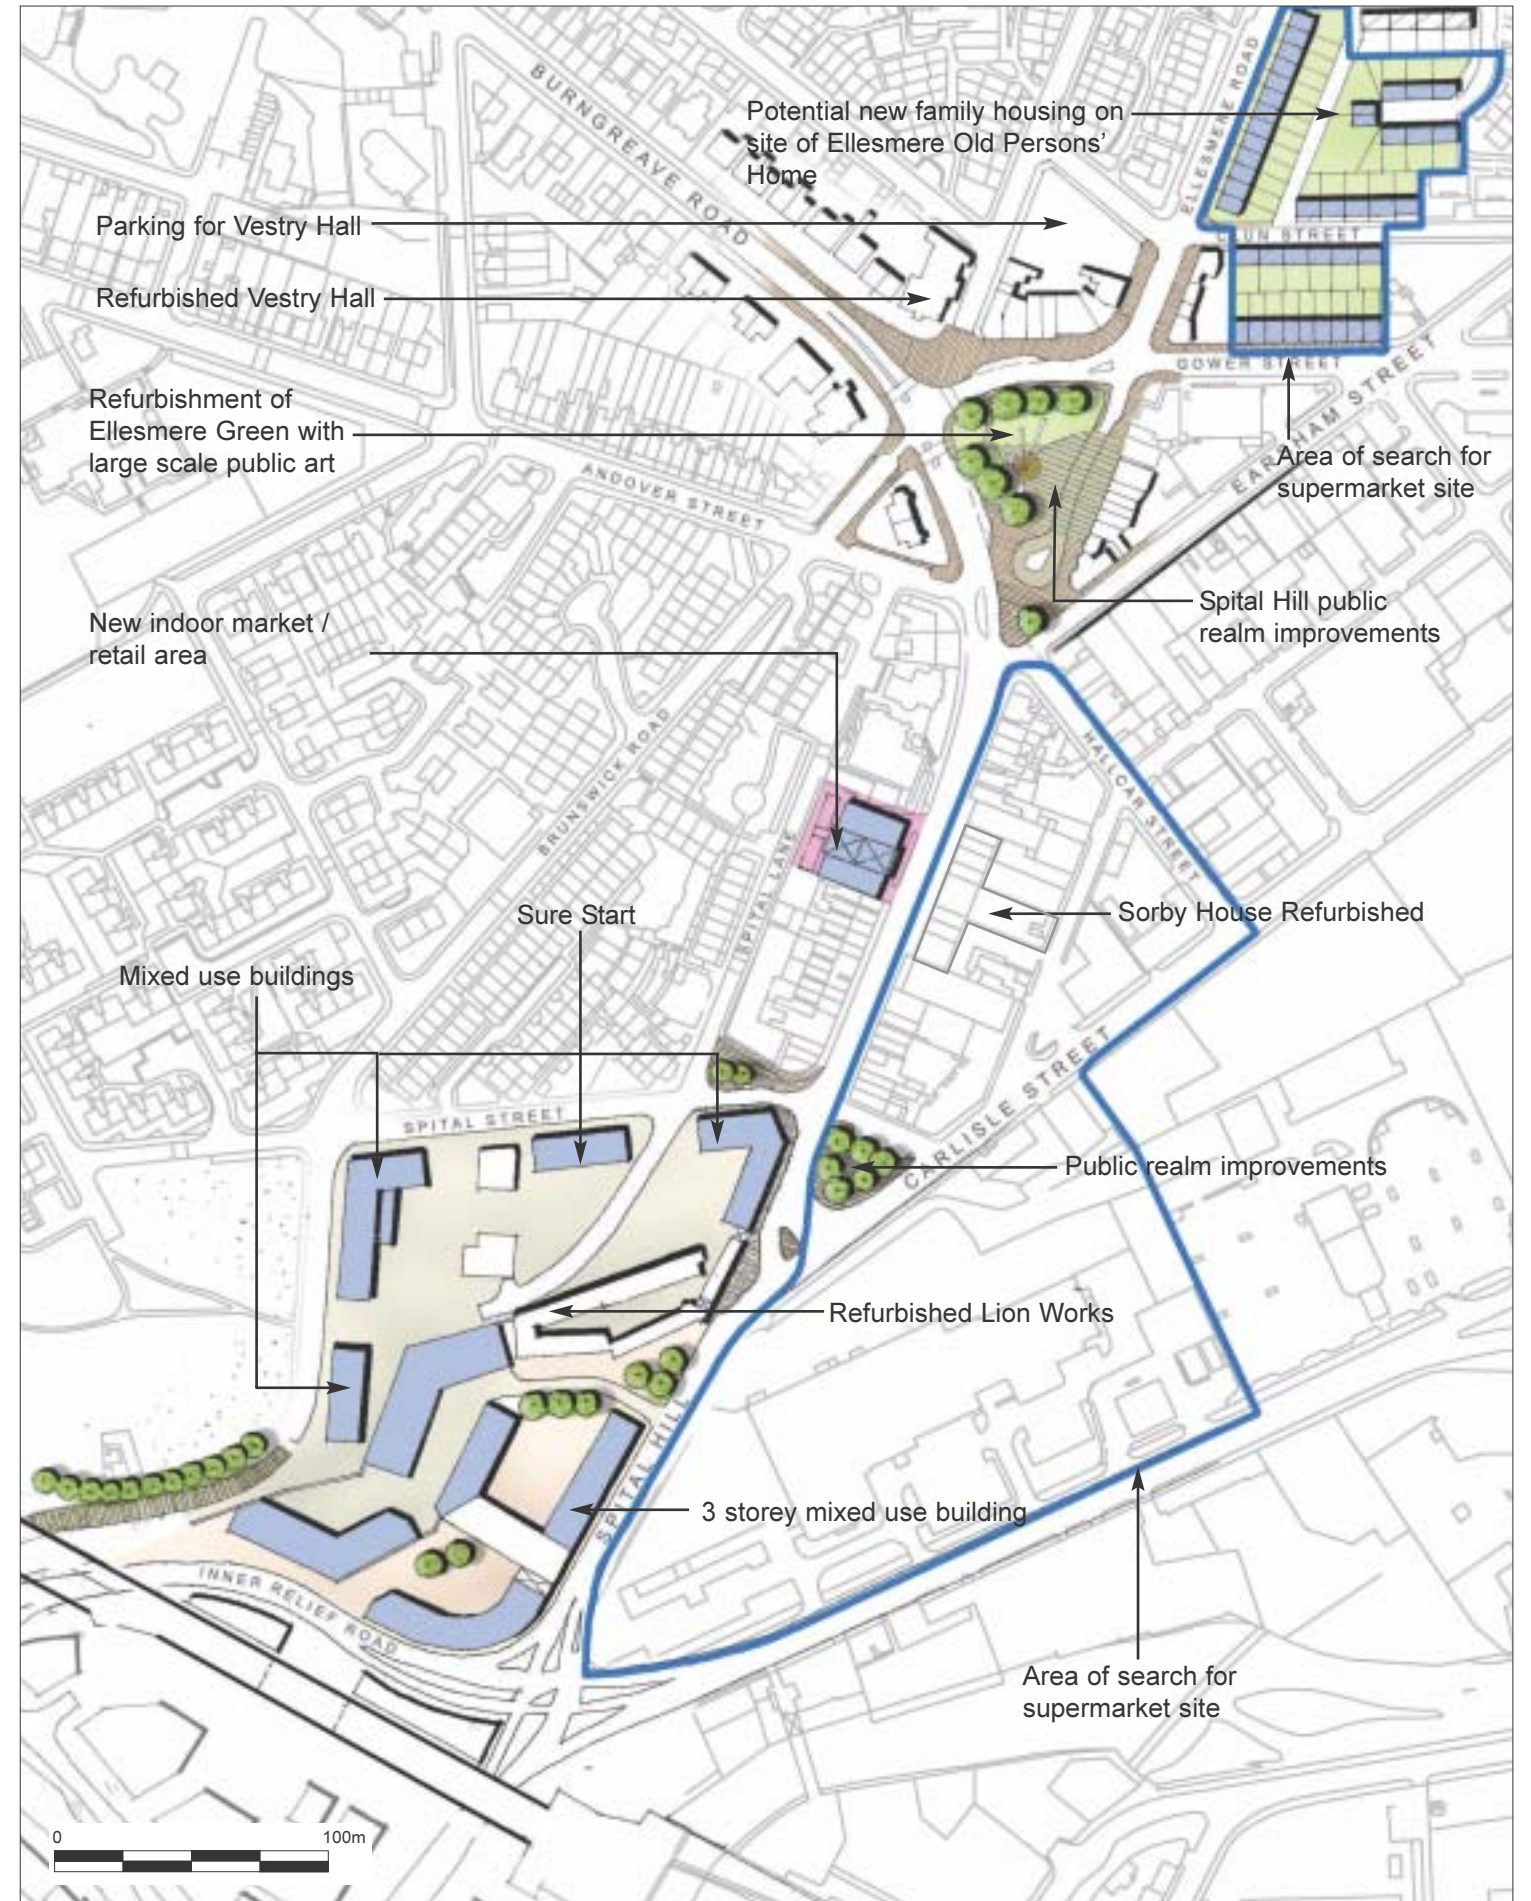 BURNGREAVE ROAD
ELLESMERE ROAD
Potential new family housing on
site of Ellesmere Old Persons'
Home
Parking for Vestry Hall
CLUN STREET
Refurbished Vestry Hall
GOWER STREET
EARLHAM STREET
Refurbishment of
Ellesmere Green with
large scale public art
Area of search for
supermarket site
ANDOVER STREET
Spital Hill public
realm improvements
New indoor market /
retail area
BRUNSWICK ROAD
HALLCAR STREET
SPITAL LANE
Sure Start
Sorby House Refurbished
Mixed use buildings
SPITAL STREET
CARLISLE STREET
Public realm improvements
Refurbished Lion Works
SPITAL HILL
3 storey mixed use building
INNER RELIEF ROAD
Area of search for
supermarket site
0 100m